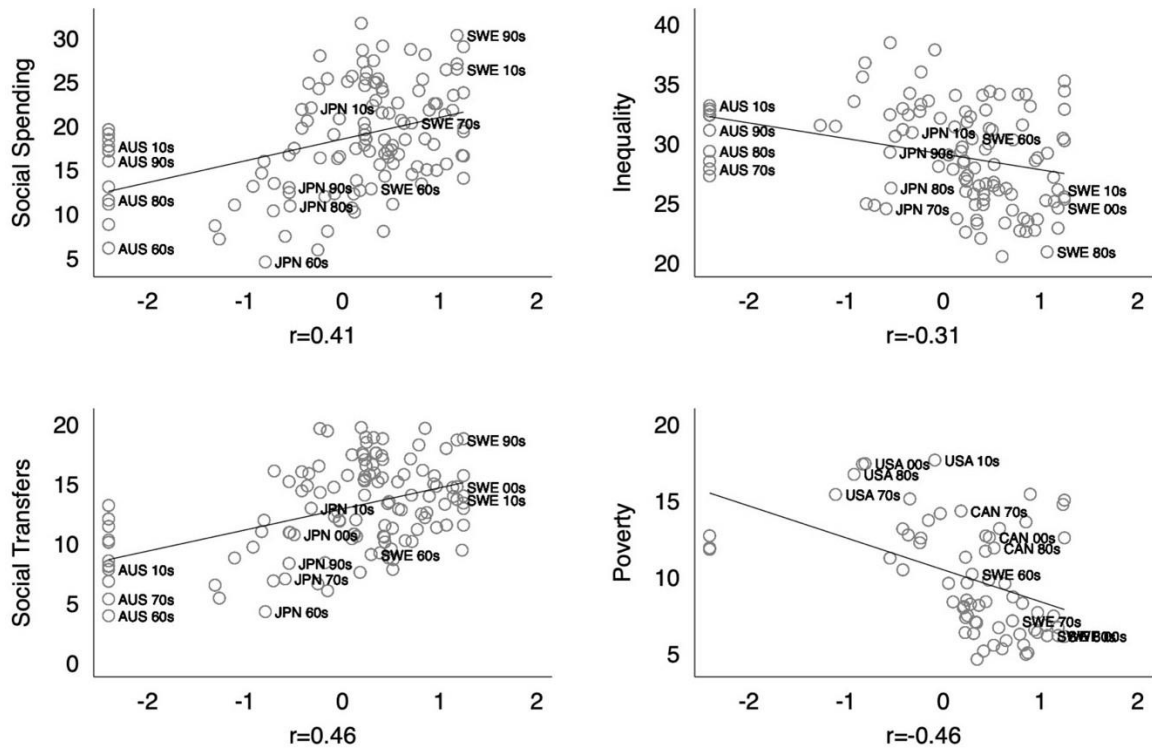 Social Spending
30
25
20
15
10
5
SWE 90s
SWE 10s
JPN 10s
SWE 70s
AUS 10s
AUS 90s
JPN 90s
SWE 60s
AUS 80s
JPN 80s
AUS 60s
JPN 60s
-2 -1 0 1 2
r=0.41
Inequality
40
35
30
25
20
AUS 10s
AUS 90s
JPN 10s
SWE 60s
AUS 80s
JPN 90s
AUS 70s
JPN 80s
SWE 10s
JPN 70s
SWE 00s
SWE 80s
-2 -1 0 1 2
r=-0.31
Social Transfers
20
15
10
5
0
SWE 90s
SWE 00s
SWE 10s
JPN 10s
JPN 00s
SWE 60s
AUS 10s
JPN 90s
JPN 70s
AUS 70s
AUS 60s
JPN 60s
-2 -1 0 1 2
r=0.46
Poverty
20
15
10
5
USA 00s
USA 10s
USA 80s
USA 70s
CAN 70s
CAN 00s
CAN 80s
SWE 60s
SWE 70s
-2 -1 0 1 2
r=-0.46